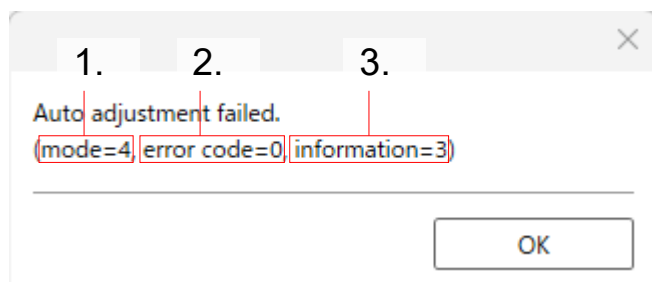 1. 2. 3.
Auto adjustment failed.
(mode=4, error code=0, information=3)
OK